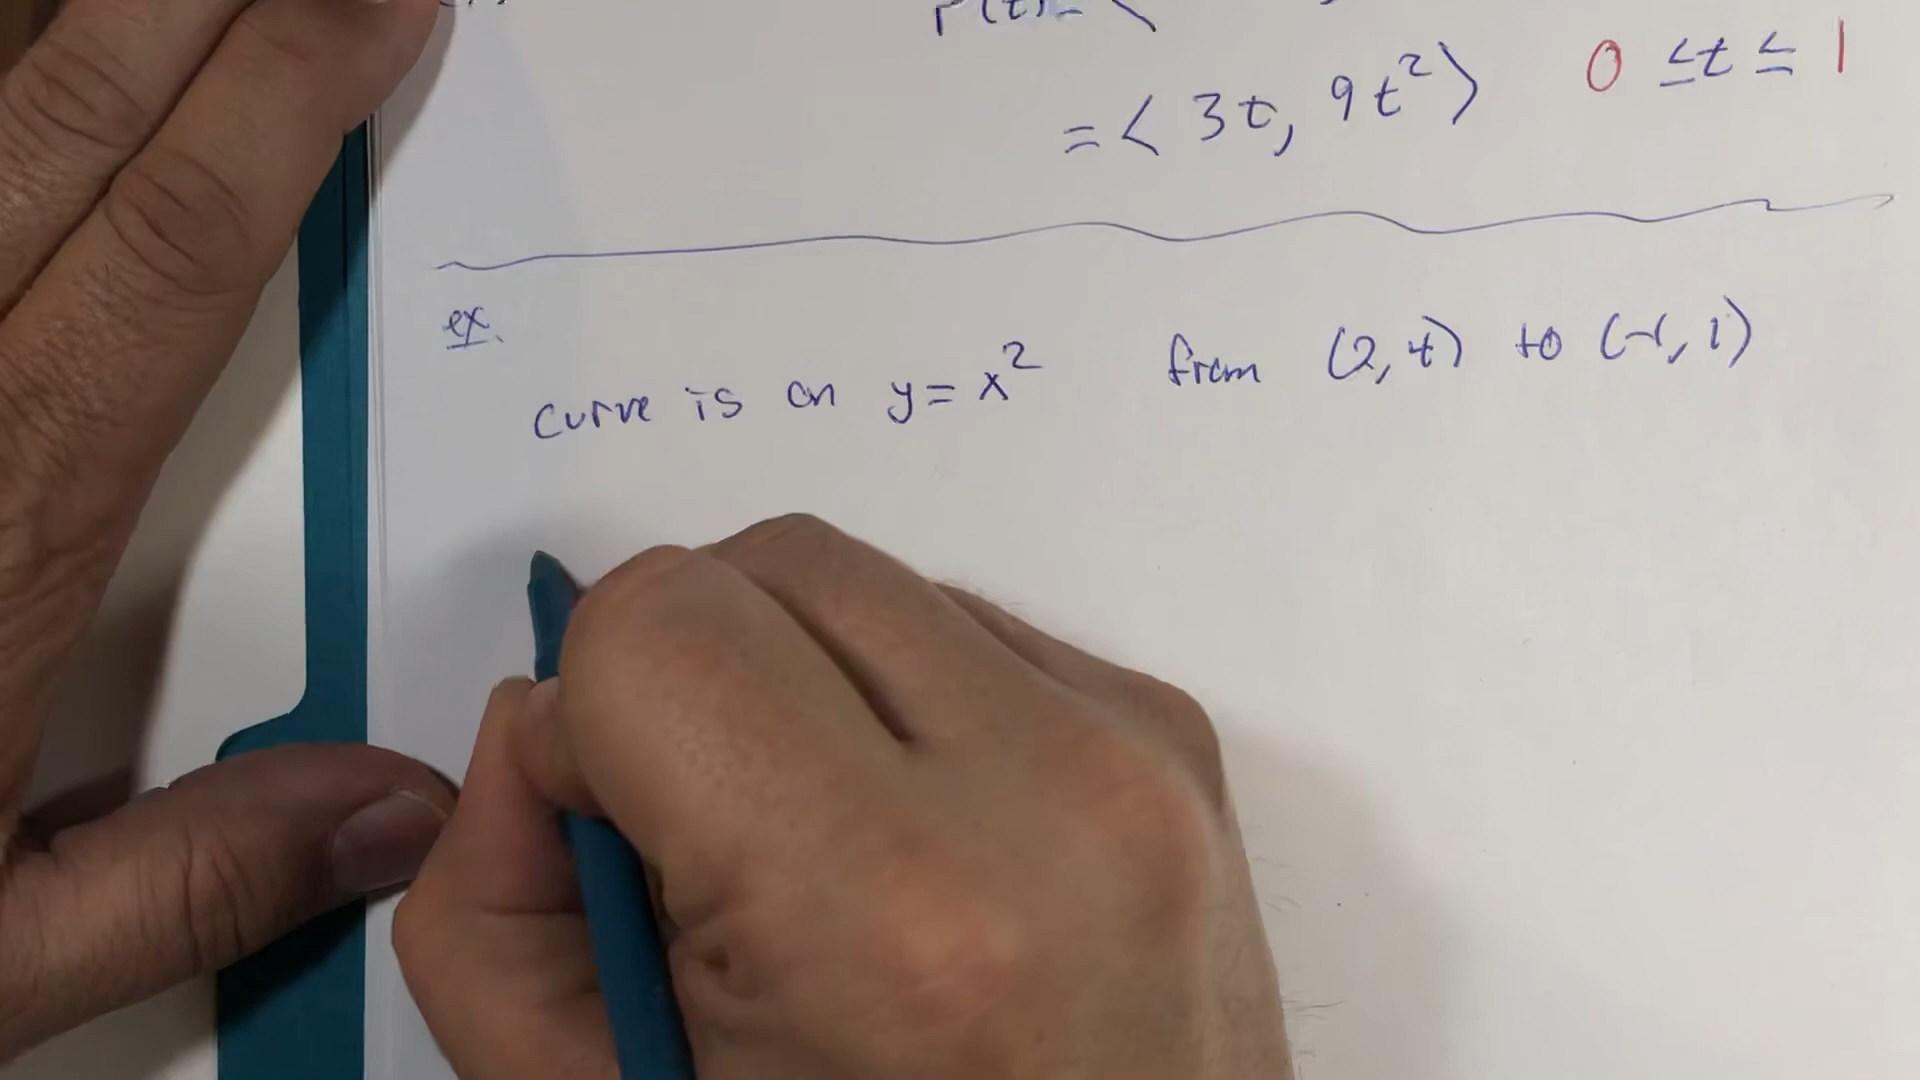 r(t)= ⟨
= ⟨ 3t, 9t² ⟩ 0 ≤ t ≤ 1
ex.
curve is on y = x² from (2, 4) to (-1, 1)